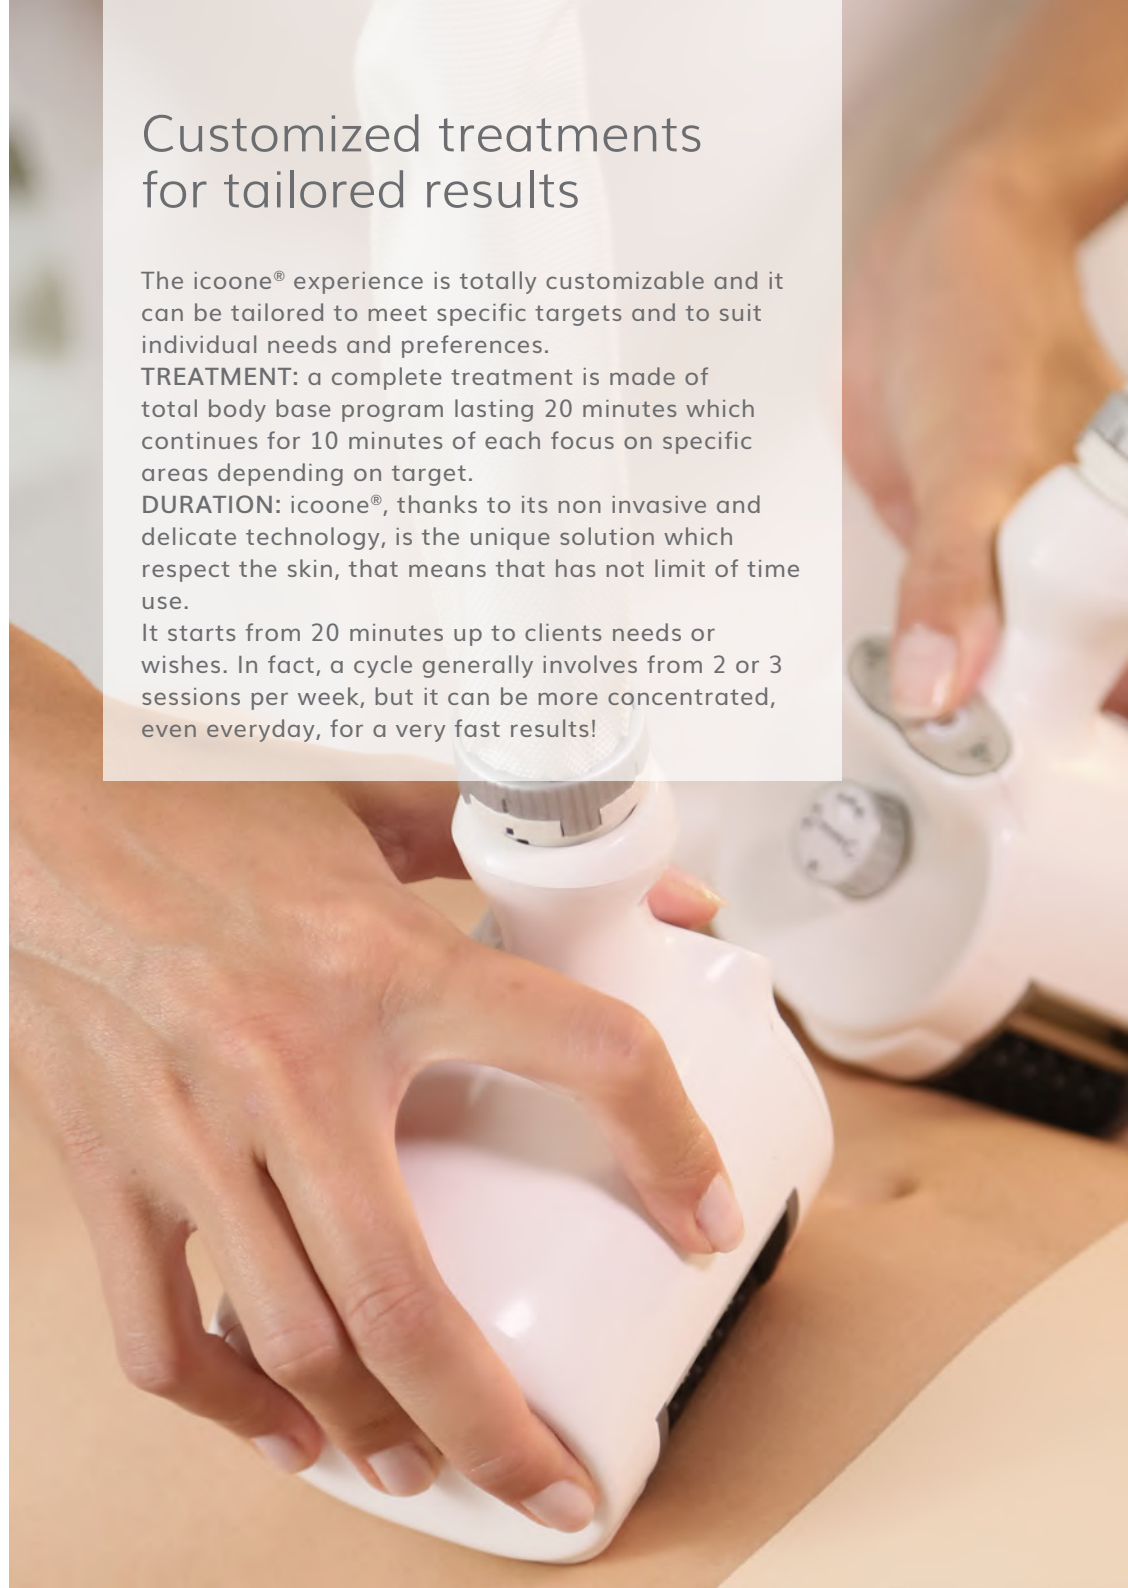 Customized treatments
for tailored results
The icoone® experience is totally customizable and it
can be tailored to meet specific targets and to suit
individual needs and preferences.
TREATMENT: a complete treatment is made of
total body base program lasting 20 minutes which
continues for 10 minutes of each focus on specific
areas depending on target.
DURATION: icoone®, thanks to its non invasive and
delicate technology, is the unique solution which
respect the skin, that means that has not limit of time
use.
It starts from 20 minutes up to clients needs or
wishes. In fact, a cycle generally involves from 2 or 3
sessions per week, but it can be more concentrated,
even everyday, for a very fast results!